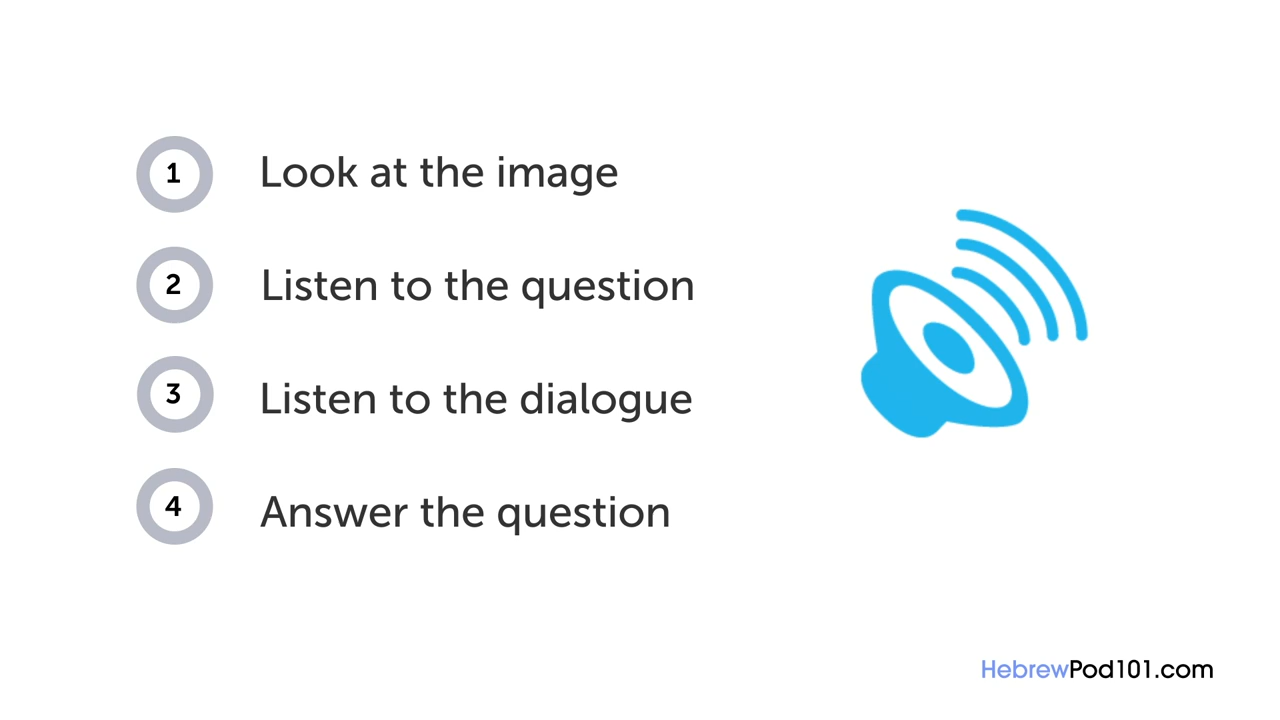 1 Look at the image
2 Listen to the question
3 Listen to the dialogue
4 Answer the question
HebrewPod101.com